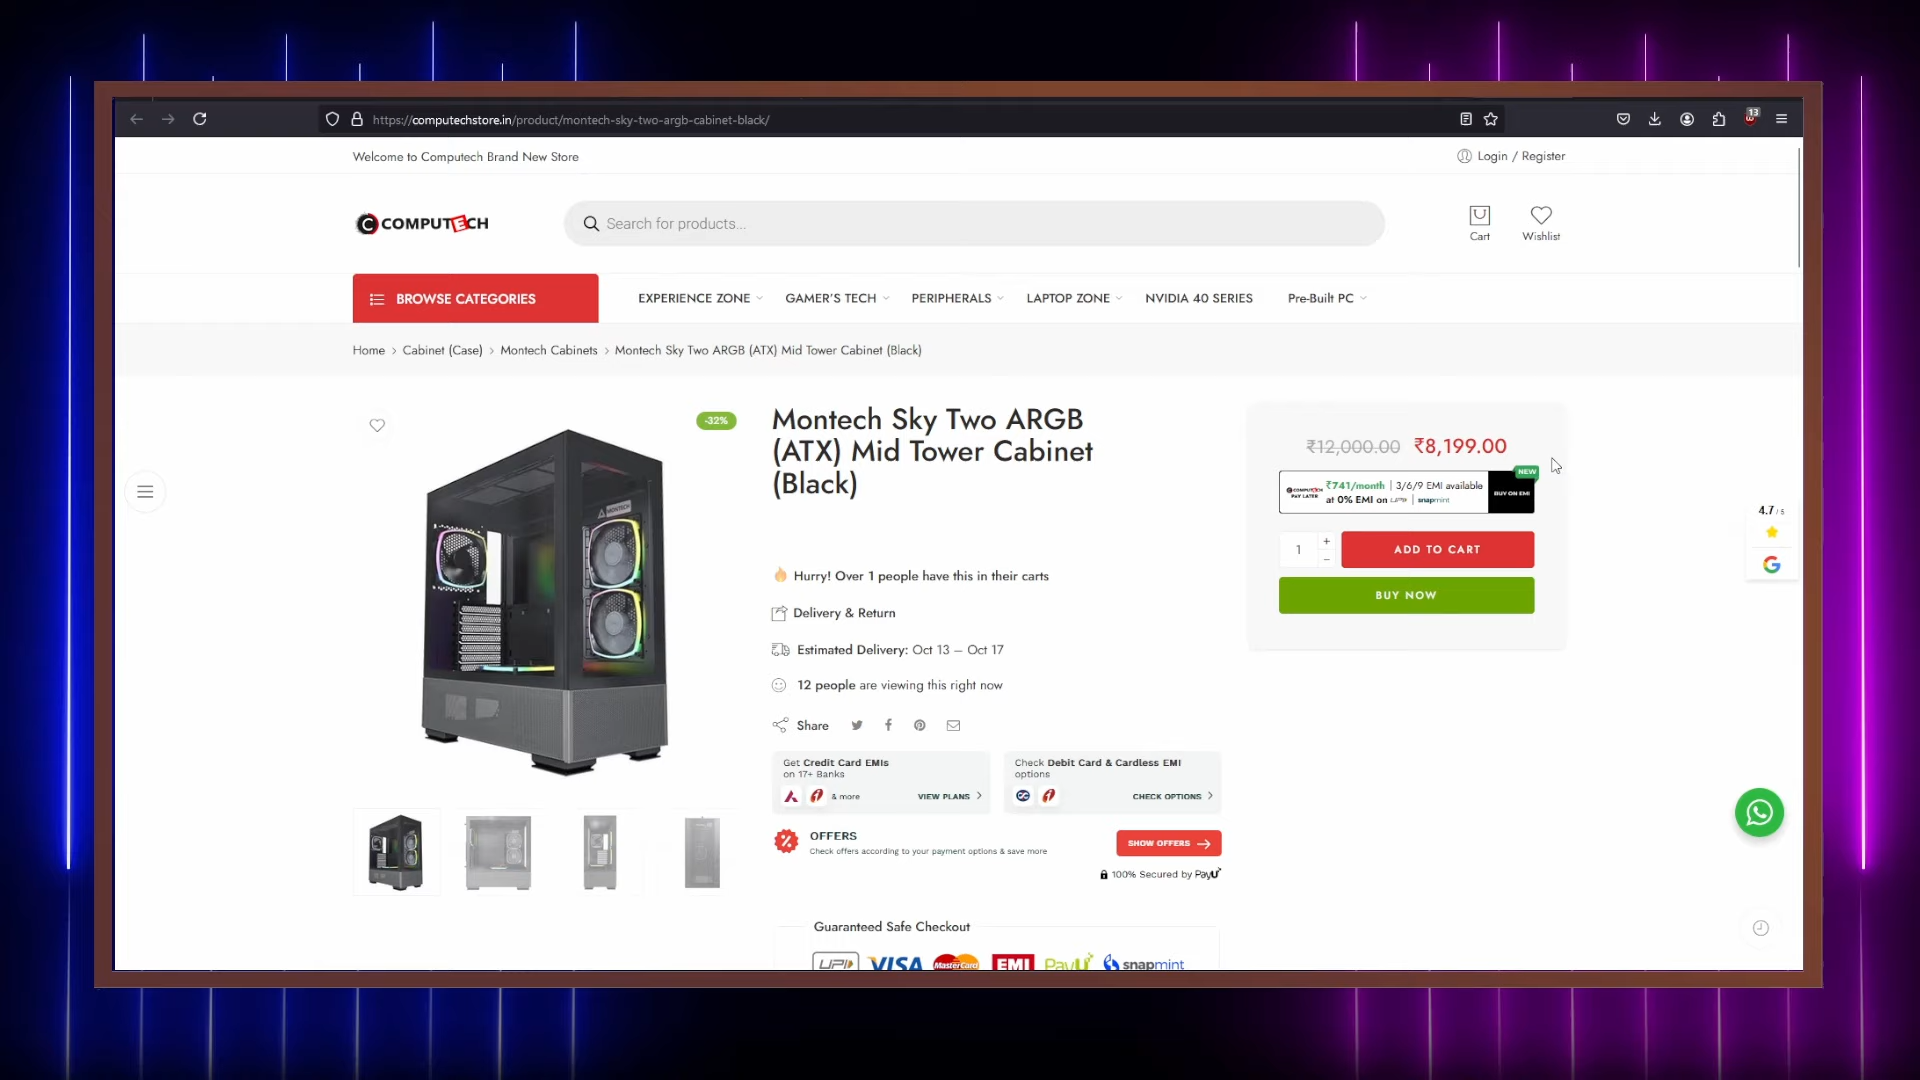 https://computechstore.in/product/montech-sky-two-argb-cabinet-black/
13
Welcome to Computech Brand New Store
Login / Register
COMPUTECH
Search for products...
Cart
Wishlist
BROWSE CATEGORIES
EXPERIENCE ZONE
GAMER'S TECH
PERIPHERALS
LAPTOP ZONE
NVIDIA 40 SERIES
Pre-Built PC
Home > Cabinet (Case) > Montech Cabinets > Montech Sky Two ARGB (ATX) Mid Tower Cabinet (Black)
-32%
MONTECH
Montech Sky Two ARGB
(ATX) Mid Tower Cabinet
(Black)
Hurry! Over 1 people have this in their carts
Delivery & Return
Estimated Delivery: Oct 13 – Oct 17
12 people are viewing this right now
Share
Get Credit Card EMIs
on 17+ Banks
& more
VIEW PLANS
Check Debit Card & Cardless EMI
options
CHECK OPTIONS
OFFERS
Check offers according to your payment options & save more
SHOW OFFERS
100% Secured by PayU
Guaranteed Safe Checkout
UPI VISA MasterCard EMI PayU snapmint
₹12,000.00 ₹8,199.00
NEW
COMPUTECH
PAY LATER
₹741/month | 3/6/9 EMI available
at 0% EMI on UPI | snapmint
BUY ON EMI
1
+
−
ADD TO CART
BUY NOW
4.7 / 5